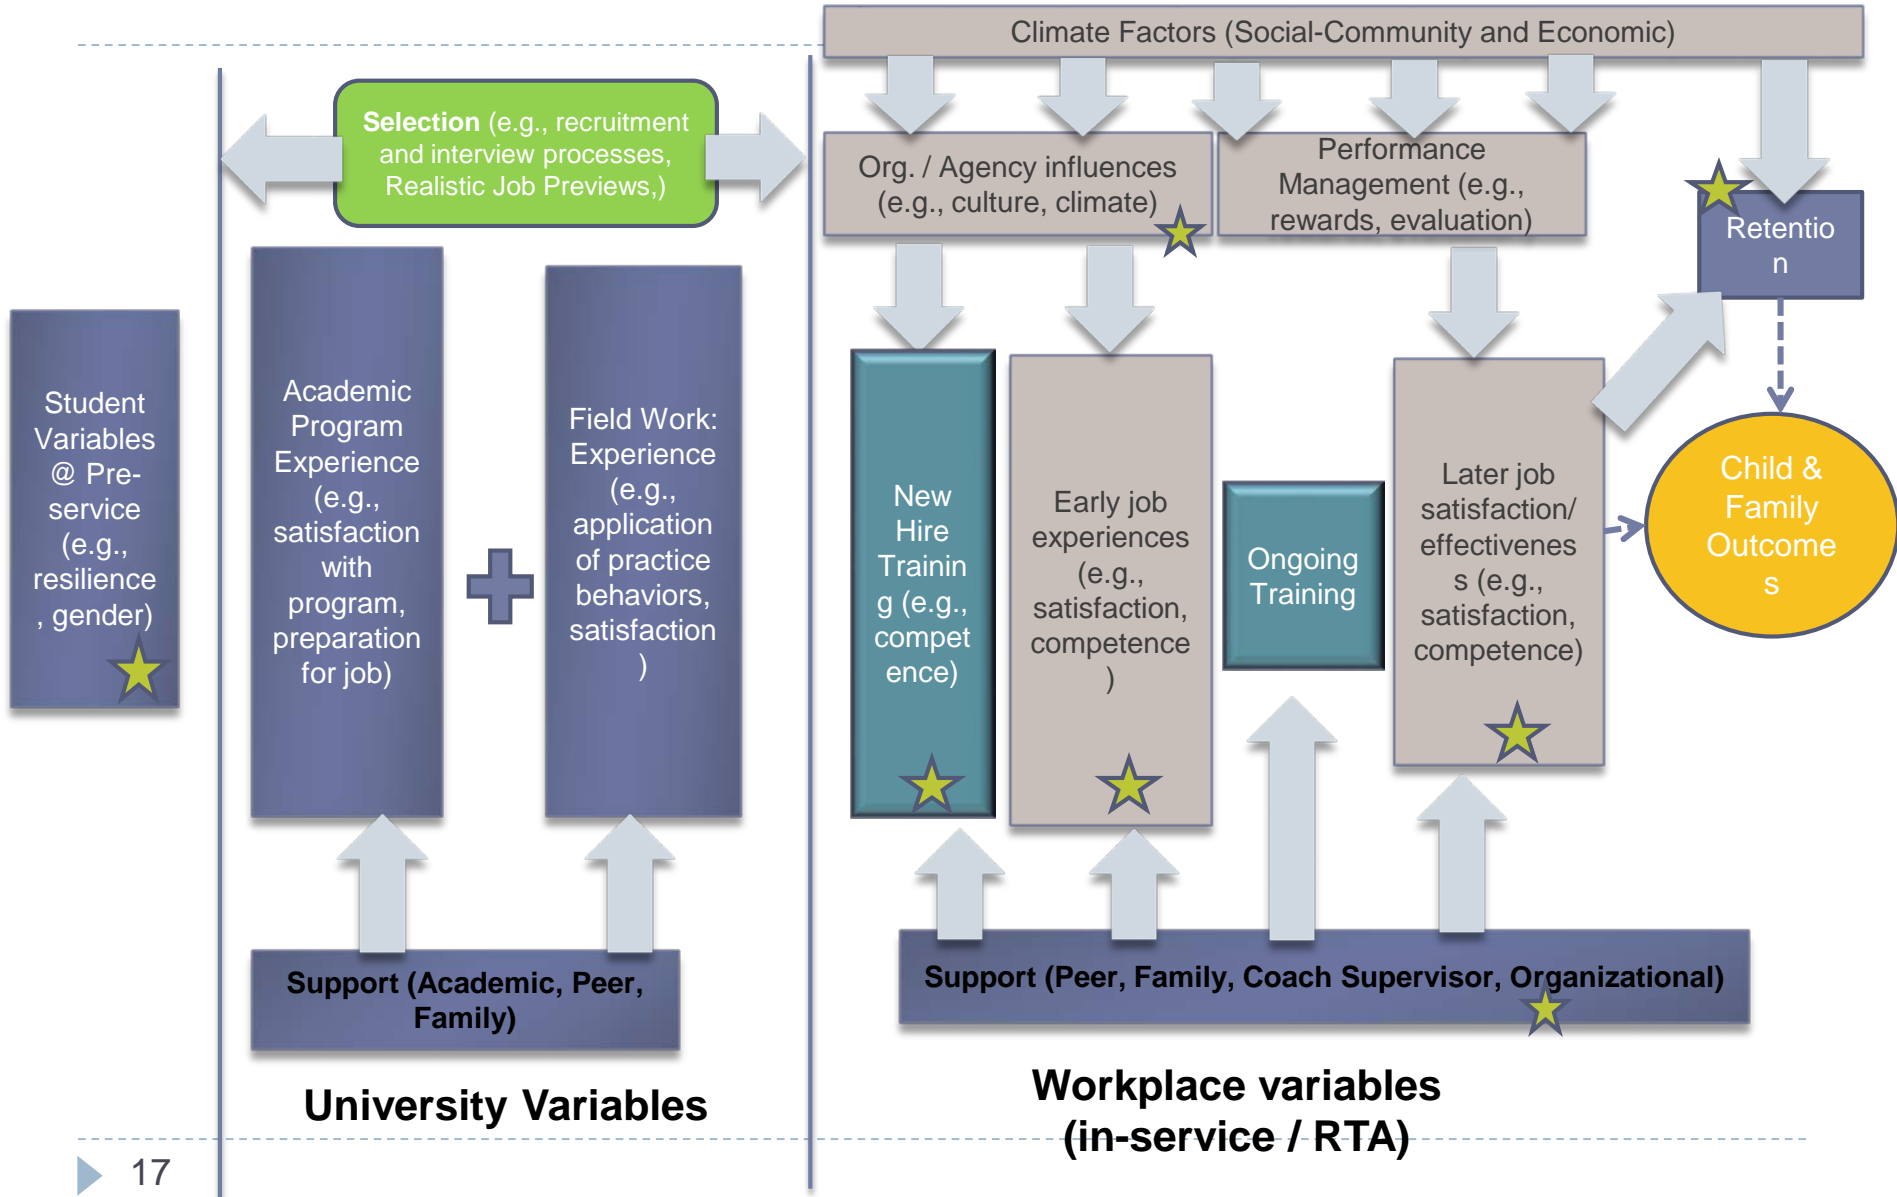 Climate Factors (Social-Community and Economic)
Selection (e.g., recruitment
and interview processes,
Realistic Job Previews,)
Org. / Agency influences
(e.g., culture, climate)
Performance
Management (e.g.,
rewards, evaluation)
Retentio
n
Student
Variables
@ Pre-
service
(e.g.,
resilience
, gender)
Academic
Program
Experience
(e.g.,
satisfaction
with
program,
preparation
for job)
Field Work:
Experience
(e.g.,
application
of practice
behaviors,
satisfaction
)
New
Hire
Trainin
g (e.g.,
compet
ence)
Early job
experiences
(e.g.,
satisfaction,
competence
)
Ongoing
Training
Later job
satisfaction/
effectivenes
s (e.g.,
satisfaction,
competence)
Child &
Family
Outcome
s
Support (Academic, Peer,
Family)
Support (Peer, Family, Coach Supervisor, Organizational)
University Variables
Workplace variables
(in-service / RTA)
17